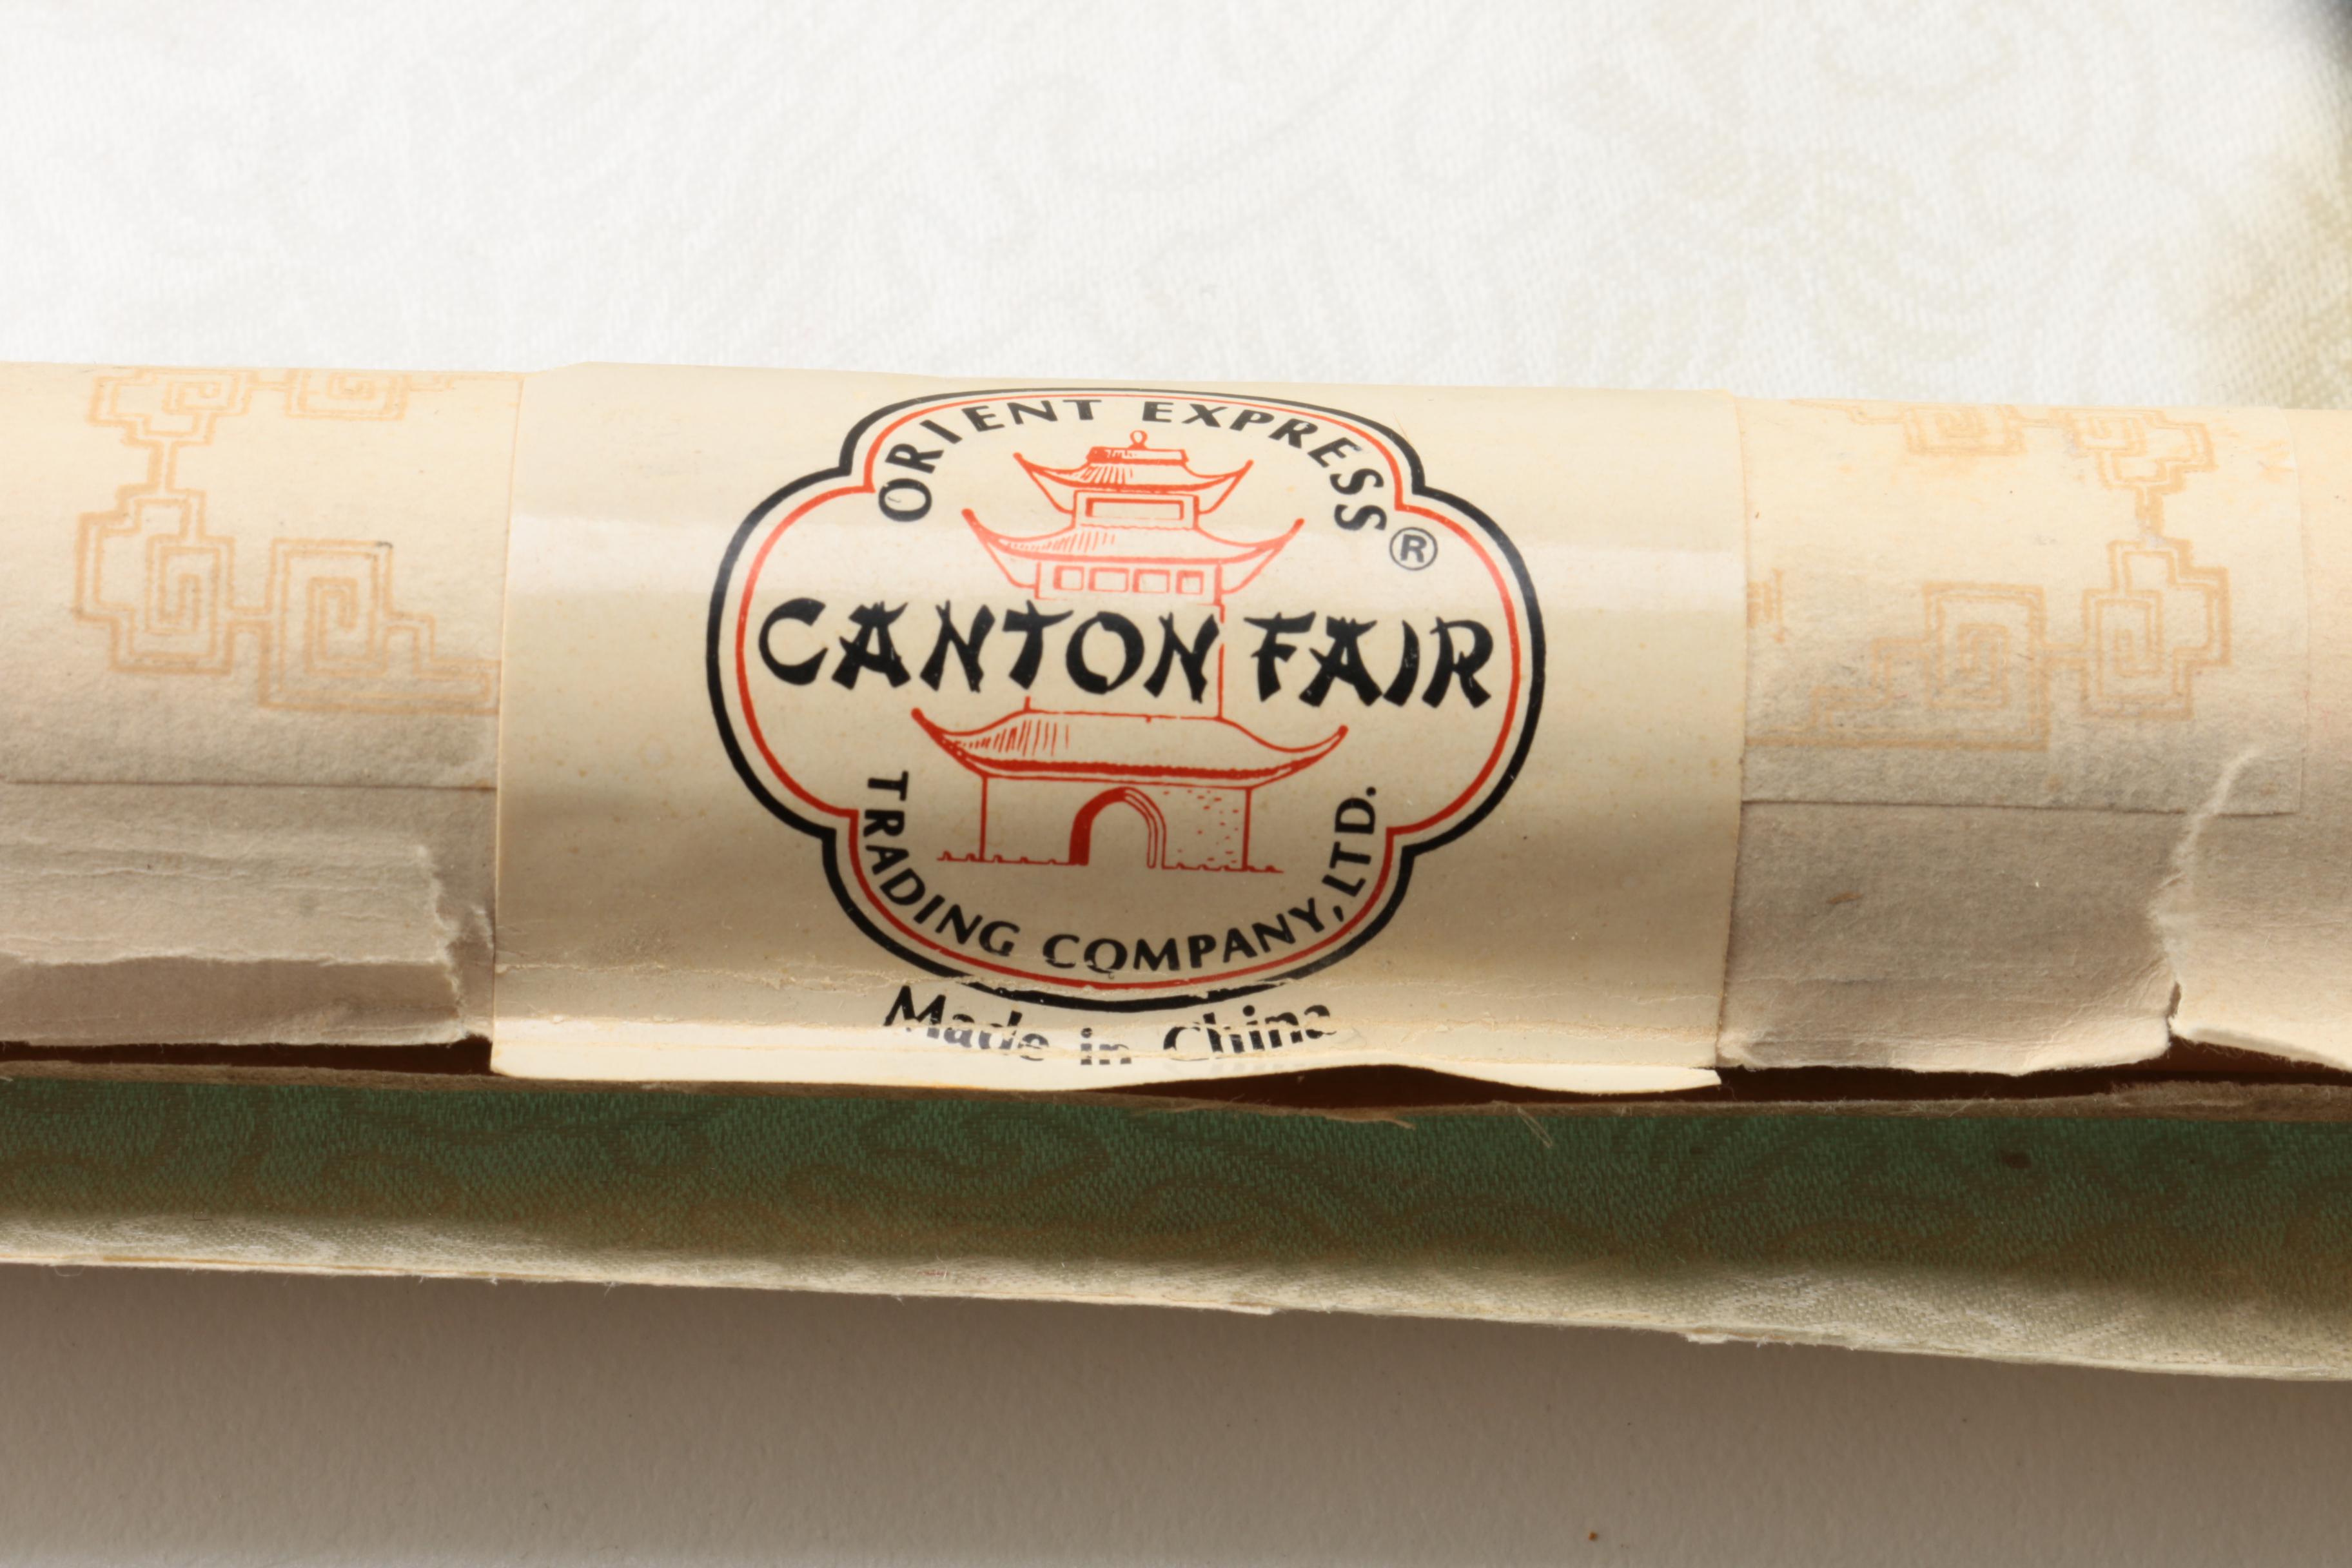 ORIENT EXPRESS®
CANTON FAIR
TRADING COMPANY, LTD.
Made in China